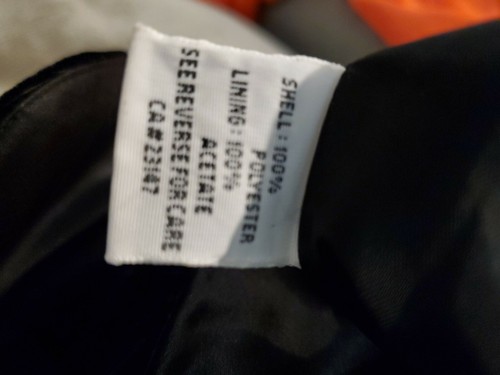 SHELL: 100%
POLYESTER
LINING: 100%
ACETATE
SEE REVERSE FOR CARE
CA# 23147